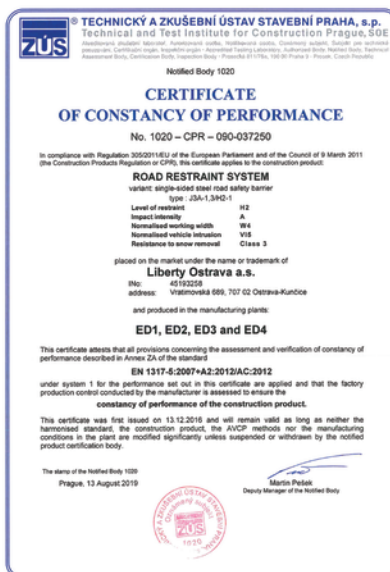 ZÚS
® TECHNICKÝ A ZKUŠEBNÍ ÚSTAV STAVEBNÍ PRAHA, s.p.
Technical and Test Institute for Construction Prague, SOE
Notified Body 1020
CERTIFICATE
OF CONSTANCY OF PERFORMANCE
No. 1020 – CPR – 090-037250
In compliance with Regulation 305/2011/EU of the European Parliament and of the Council of 9 March 2011
(the Construction Products Regulation or CPR), this certificate applies to the construction product:
ROAD RESTRAINT SYSTEM
variant: single-sided steel road safety barrier
type : JSA-1,3/H2-1
Level of restraint H2
Impact intensity A
Normalised working width W4
Normalised vehicle intrusion VI5
Resistance to snow removal Class 3
placed on the market under the name or trademark of
Liberty Ostrava a.s.
INo: 45193258
address: Vratimovská 689, 707 02 Ostrava-Kunčice
and produced in the manufacturing plants:
ED1, ED2, ED3 and ED4
This certificate attests that all provisions concerning the assessment and verification of constancy of
performance described in Annex ZA of the standard
EN 1317-5:2007+A2:2012/AC:2012
under system 1 for the performance set out in this certificate are applied and that the factory
production control conducted by the manufacturer is assessed to ensure the
constancy of performance of the construction product.
This certificate was first issued on 13.12.2016 and will remain valid as long as neither the
harmonised standard, the construction product, the AVCP methods nor the manufacturing
conditions in the plant are modified significantly unless suspended or withdrawn by the notified
product certification body.
The stamp of the Notified Body 1020
Prague, 13 August 2019
Martin Pešek
Deputy Manager of the Notified Body
ZÚS
1020